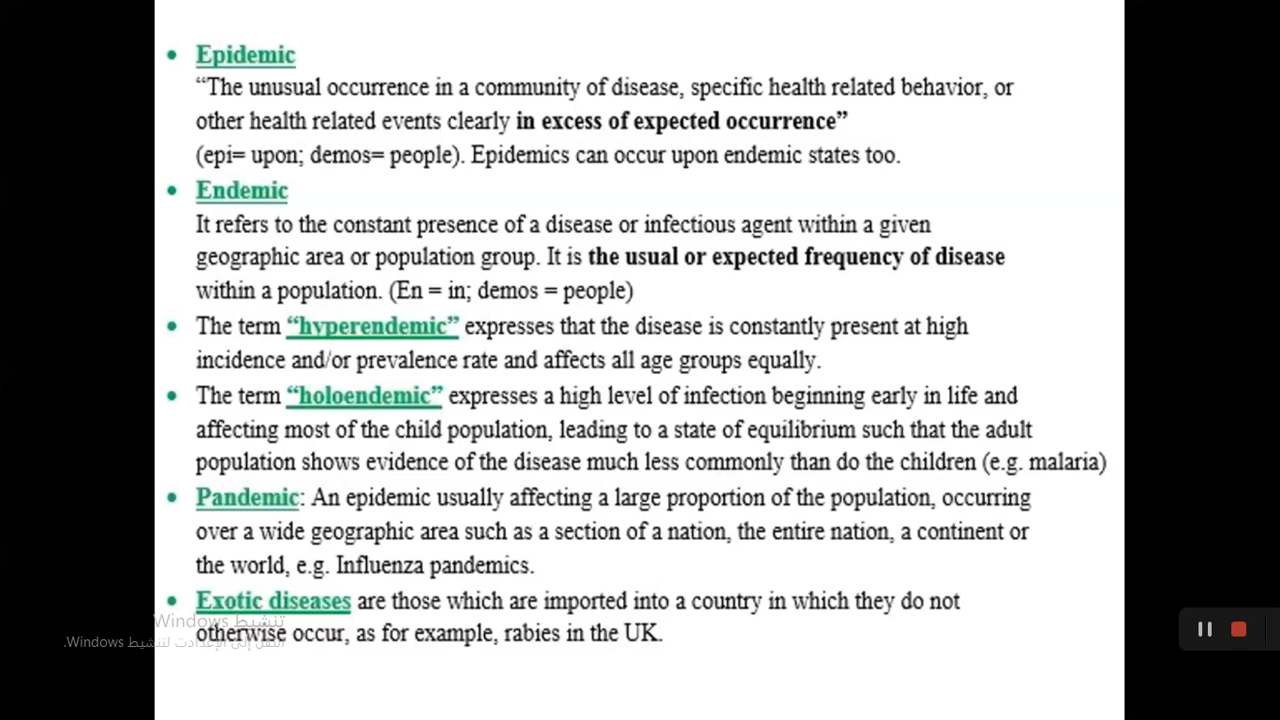 • Epidemic
“The unusual occurrence in a community of disease, specific health related behavior, or
other health related events clearly in excess of expected occurrence”
(epi= upon; demos= people). Epidemics can occur upon endemic states too.
• Endemic
It refers to the constant presence of a disease or infectious agent within a given
geographic area or population group. It is the usual or expected frequency of disease
within a population. (En = in; demos = people)
• The term “hyperendemic” expresses that the disease is constantly present at high
incidence and/or prevalence rate and affects all age groups equally.
• The term “holoendemic” expresses a high level of infection beginning early in life and
affecting most of the child population, leading to a state of equilibrium such that the adult
population shows evidence of the disease much less commonly than do the children (e.g. malaria)
• Pandemic: An epidemic usually affecting a large proportion of the population, occurring
over a wide geographic area such as a section of a nation, the entire nation, a continent or
the world, e.g. Influenza pandemics.
• Exotic diseases are those which are imported into a country in which they do not
تنشيط Windows
otherwise occur, as for example, rabies in the UK.
انتقل إلى الإعدادات لتنشيط Windows.